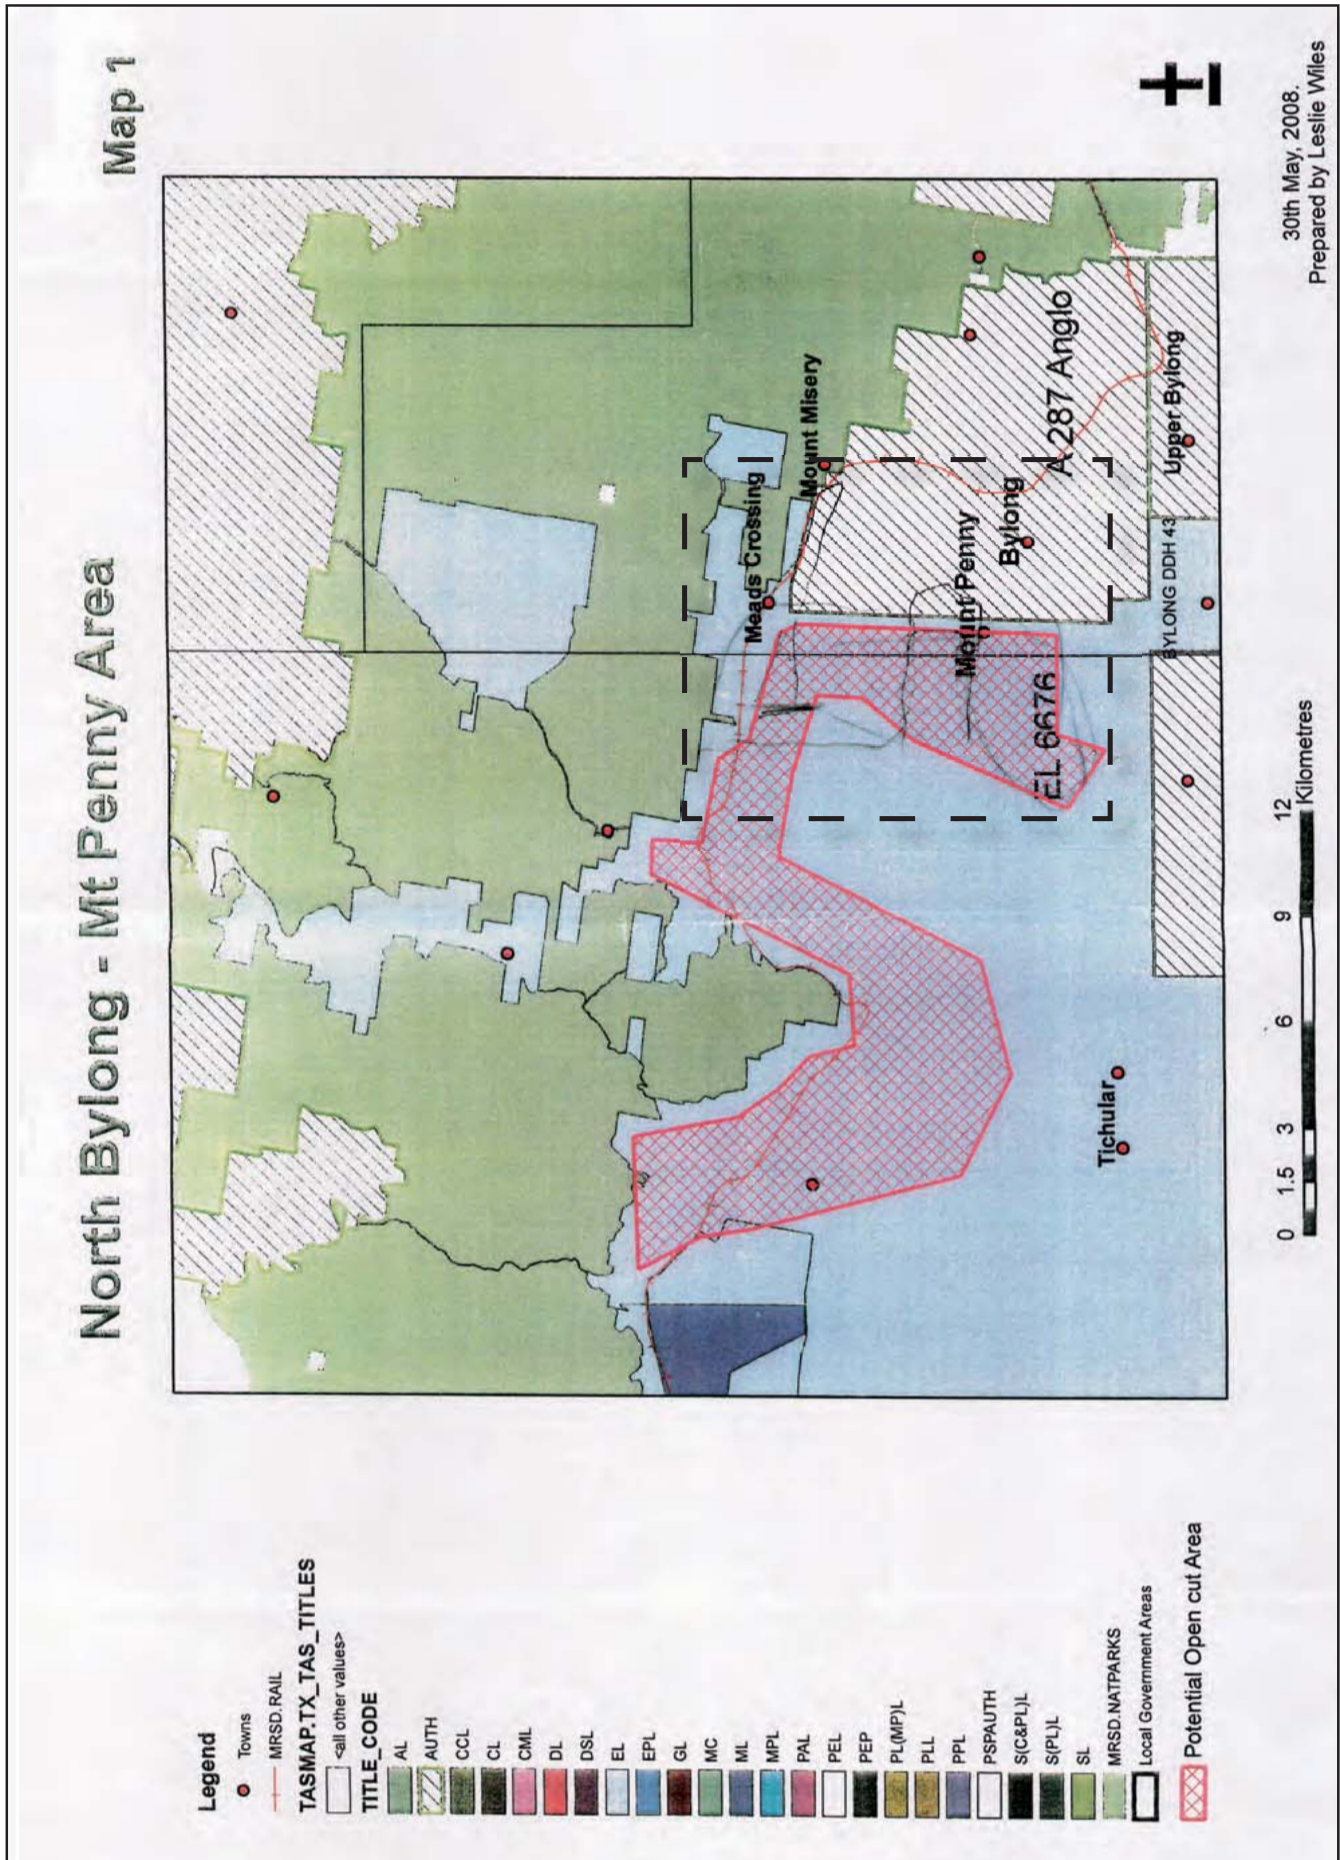 North Bylong - Mt Penny Area
Map 1
Meads Crossing
Mount Misery
Mount Penny
Bylong
A 287 Anglo
EL 6676
BYLONG DDH 43
Upper Bylong
Tichular
Legend
Towns
MRSD.RAIL
TASMAP.TX_TAS_TITLES
<all other values>
TITLE_CODE
AL
AUTH
CCL
CL
CML
DL
DSL
EL
EPL
GL
MC
ML
MPL
PAL
PEL
PEP
PL(MP)L
PLL
PPL
PSPAUTH
S(C&PL)L
S(PL)L
SL
MRSD.NATPARKS
Local Government Areas
Potential Open cut Area
0 1.5 3 6 9 12
Kilometres
30th May, 2008.
Prepared by Leslie Wiles